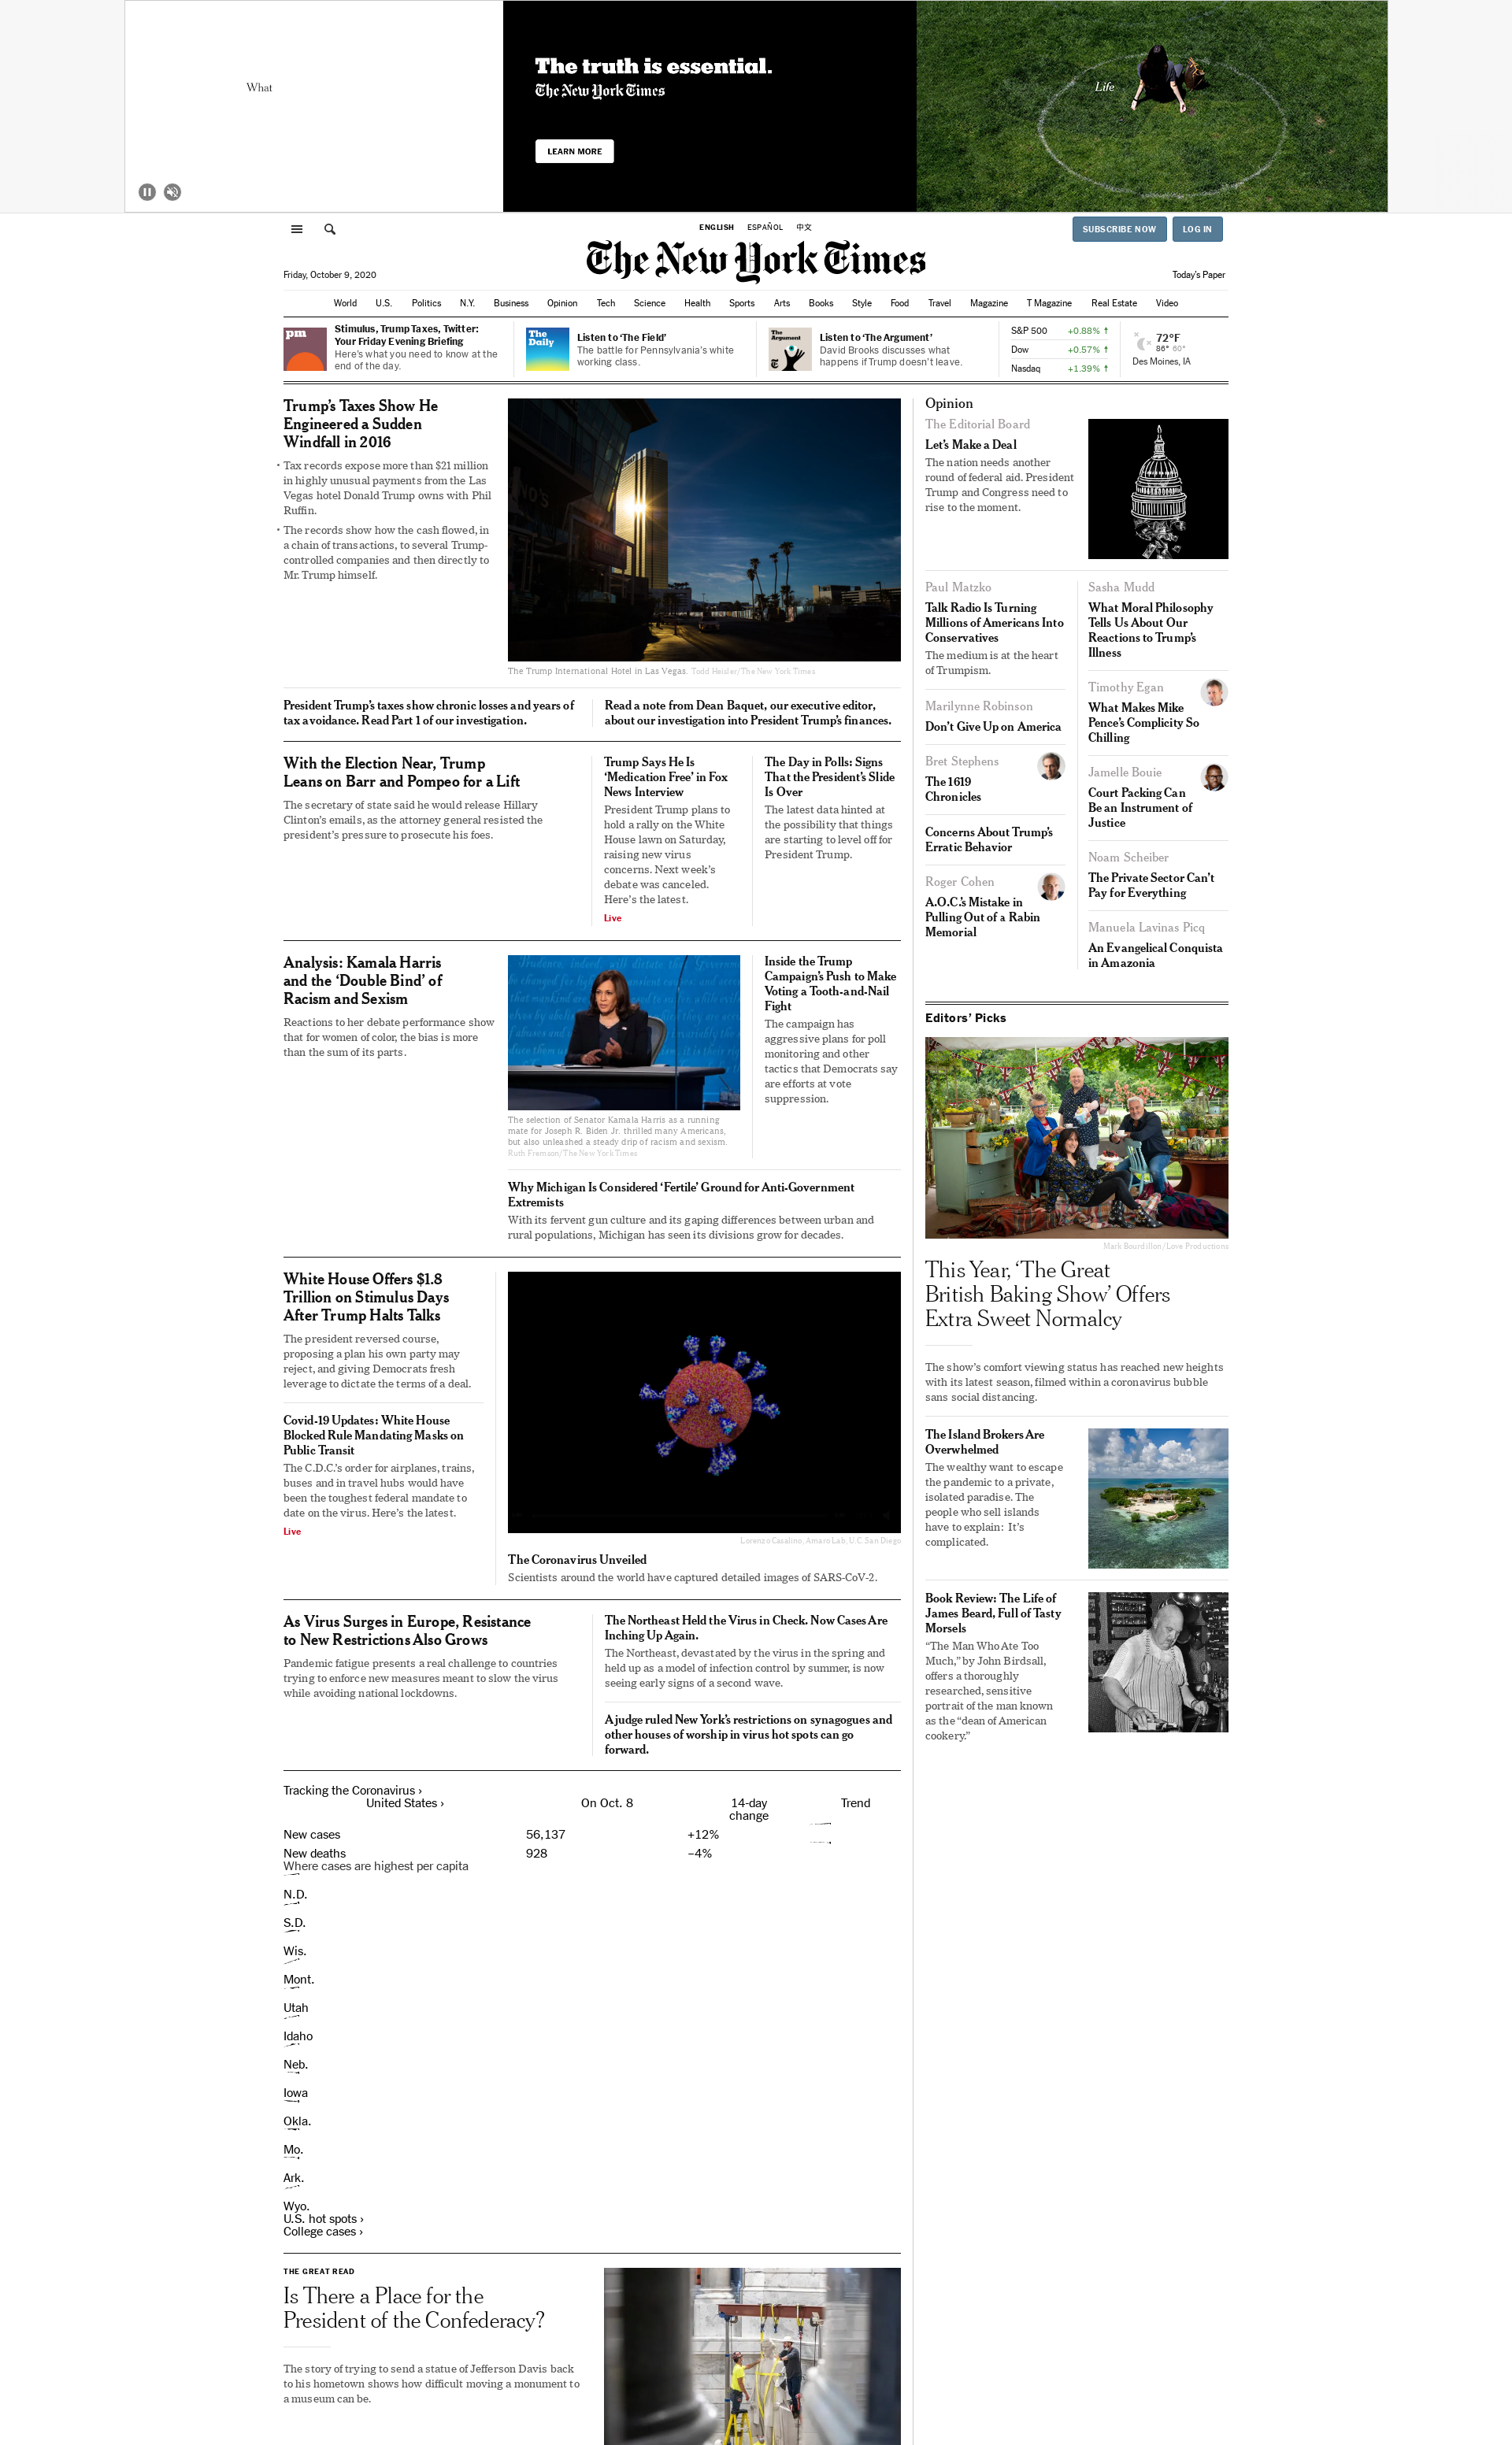 What
The truth is essential.
The New York Times
LEARN MORE
Life
ENGLISH ESPAÑOL 中文
SUBSCRIBE NOW LOG IN
The New York Times
Friday, October 9, 2020
Today's Paper
World U.S. Politics N.Y. Business Opinion Tech Science Health Sports Arts Books Style Food Travel Magazine T Magazine Real Estate Video
pm
Stimulus, Trump Taxes, Twitter:
Your Friday Evening Briefing
Here's what you need to know at the
end of the day.
The
Daily
Listen to 'The Field'
The battle for Pennsylvania's white
working class.
The
Argument
Listen to 'The Argument'
David Brooks discusses what
happens if Trump doesn't leave.
S&P 500 +0.88% ↑
Dow +0.57% ↑
Nasdaq +1.39% ↑
72°F
86° 60°
Des Moines, IA
Trump's Taxes Show He
Engineered a Sudden
Windfall in 2016
• Tax records expose more than $21 million
in highly unusual payments from the Las
Vegas hotel Donald Trump owns with Phil
Ruffin.
• The records show how the cash flowed, in
a chain of transactions, to several Trump-
controlled companies and then directly to
Mr. Trump himself.
The Trump International Hotel in Las Vegas. Todd Heisler/The New York Times
President Trump's taxes show chronic losses and years of
tax avoidance. Read Part 1 of our investigation.
Read a note from Dean Baquet, our executive editor,
about our investigation into President Trump's finances.
With the Election Near, Trump
Leans on Barr and Pompeo for a Lift
The secretary of state said he would release Hillary
Clinton's emails, as the attorney general resisted the
president's pressure to prosecute his foes.
Trump Says He Is
'Medication Free' in Fox
News Interview
President Trump plans to
hold a rally on the White
House lawn on Saturday,
raising new virus
concerns. Next week's
debate was canceled.
Here's the latest.
Live
The Day in Polls: Signs
That the President's Slide
Is Over
The latest data hinted at
the possibility that things
are starting to level off for
President Trump.
Analysis: Kamala Harris
and the 'Double Bind' of
Racism and Sexism
Reactions to her debate performance show
that for women of color, the bias is more
than the sum of its parts.
The selection of Senator Kamala Harris as a running
mate for Joseph R. Biden Jr. thrilled many Americans,
but also unleashed a steady drip of racism and sexism.
Ruth Fremson/The New York Times
Inside the Trump
Campaign's Push to Make
Voting a Tooth-and-Nail
Fight
The campaign has
aggressive plans for poll
monitoring and other
tactics that Democrats say
are efforts at vote
suppression.
Why Michigan Is Considered 'Fertile' Ground for Anti-Government
Extremists
With its fervent gun culture and its gaping differences between urban and
rural populations, Michigan has seen its divisions grow for decades.
White House Offers $1.8
Trillion on Stimulus Days
After Trump Halts Talks
The president reversed course,
proposing a plan his own party may
reject, and giving Democrats fresh
leverage to dictate the terms of a deal.
Covid-19 Updates: White House
Blocked Rule Mandating Masks on
Public Transit
The C.D.C.'s order for airplanes, trains,
buses and in travel hubs would have
been the toughest federal mandate to
date on the virus. Here's the latest.
Live
Lorenzo Casalino, Amaro Lab, U.C. San Diego
The Coronavirus Unveiled
Scientists around the world have captured detailed images of SARS-CoV-2.
As Virus Surges in Europe, Resistance
to New Restrictions Also Grows
Pandemic fatigue presents a real challenge to countries
trying to enforce new measures meant to slow the virus
while avoiding national lockdowns.
The Northeast Held the Virus in Check. Now Cases Are
Inching Up Again.
The Northeast, devastated by the virus in the spring and
held up as a model of infection control by summer, is now
seeing early signs of a second wave.
A judge ruled New York's restrictions on synagogues and
other houses of worship in virus hot spots can go
forward.
Tracking the Coronavirus ›
United States › On Oct. 8 14-day
change Trend
New cases 56,137 +12%
New deaths 928 –4%
Where cases are highest per capita
N.D.
S.D.
Wis.
Mont.
Utah
Idaho
Neb.
Iowa
Okla.
Mo.
Ark.
Wyo.
U.S. hot spots ›
College cases ›
THE GREAT READ
Is There a Place for the
President of the Confederacy?
The story of trying to send a statue of Jefferson Davis back
to his hometown shows how difficult moving a monument to
a museum can be.
Opinion
The Editorial Board
Let's Make a Deal
The nation needs another
round of federal aid. President
Trump and Congress need to
rise to the moment.
Paul Matzko
Talk Radio Is Turning
Millions of Americans Into
Conservatives
The medium is at the heart
of Trumpism.
Marilynne Robinson
Don't Give Up on America
Bret Stephens
The 1619
Chronicles
Concerns About Trump's
Erratic Behavior
Roger Cohen
A.O.C.'s Mistake in
Pulling Out of a Rabin
Memorial
Sasha Mudd
What Moral Philosophy
Tells Us About Our
Reactions to Trump's
Illness
Timothy Egan
What Makes Mike
Pence's Complicity So
Chilling
Jamelle Bouie
Court Packing Can
Be an Instrument of
Justice
Noam Scheiber
The Private Sector Can't
Pay for Everything
Manuela Lavinas Picq
An Evangelical Conquista
in Amazonia
Editors' Picks
Mark Bourdillon/Love Productions
This Year, 'The Great
British Baking Show' Offers
Extra Sweet Normalcy
The show's comfort viewing status has reached new heights
with its latest season, filmed within a coronavirus bubble
sans social distancing.
The Island Brokers Are
Overwhelmed
The wealthy want to escape
the pandemic to a private,
isolated paradise. The
people who sell islands
have to explain: It's
complicated.
Book Review: The Life of
James Beard, Full of Tasty
Morsels
“The Man Who Ate Too
Much,” by John Birdsall,
offers a thoroughly
researched, sensitive
portrait of the man known
as the “dean of American
cookery.”